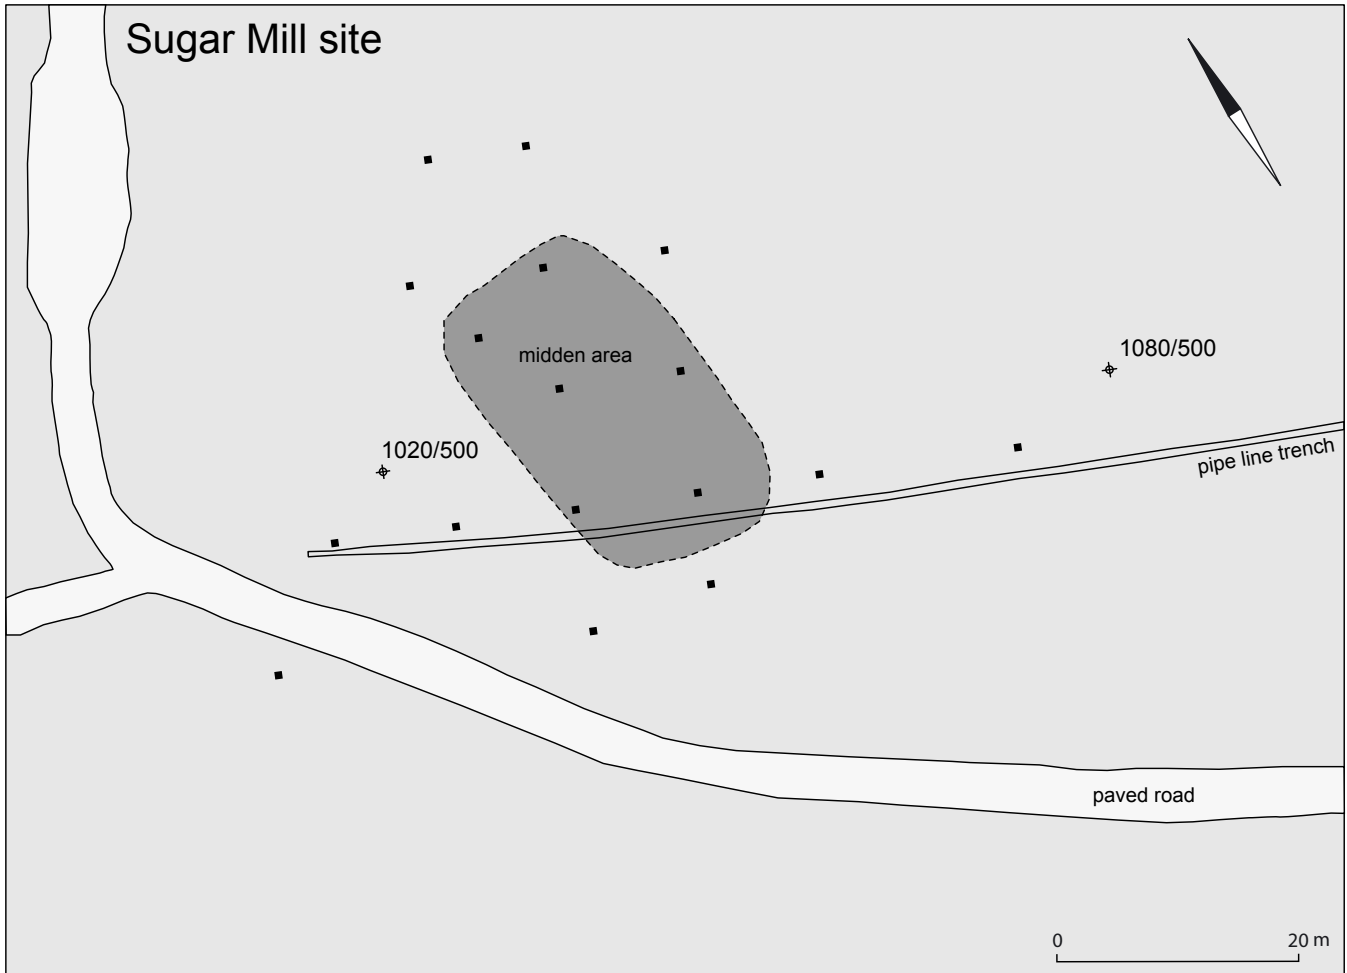 Sugar Mill site
midden area
1080/500
1020/500
pipe line trench
paved road
0 20 m